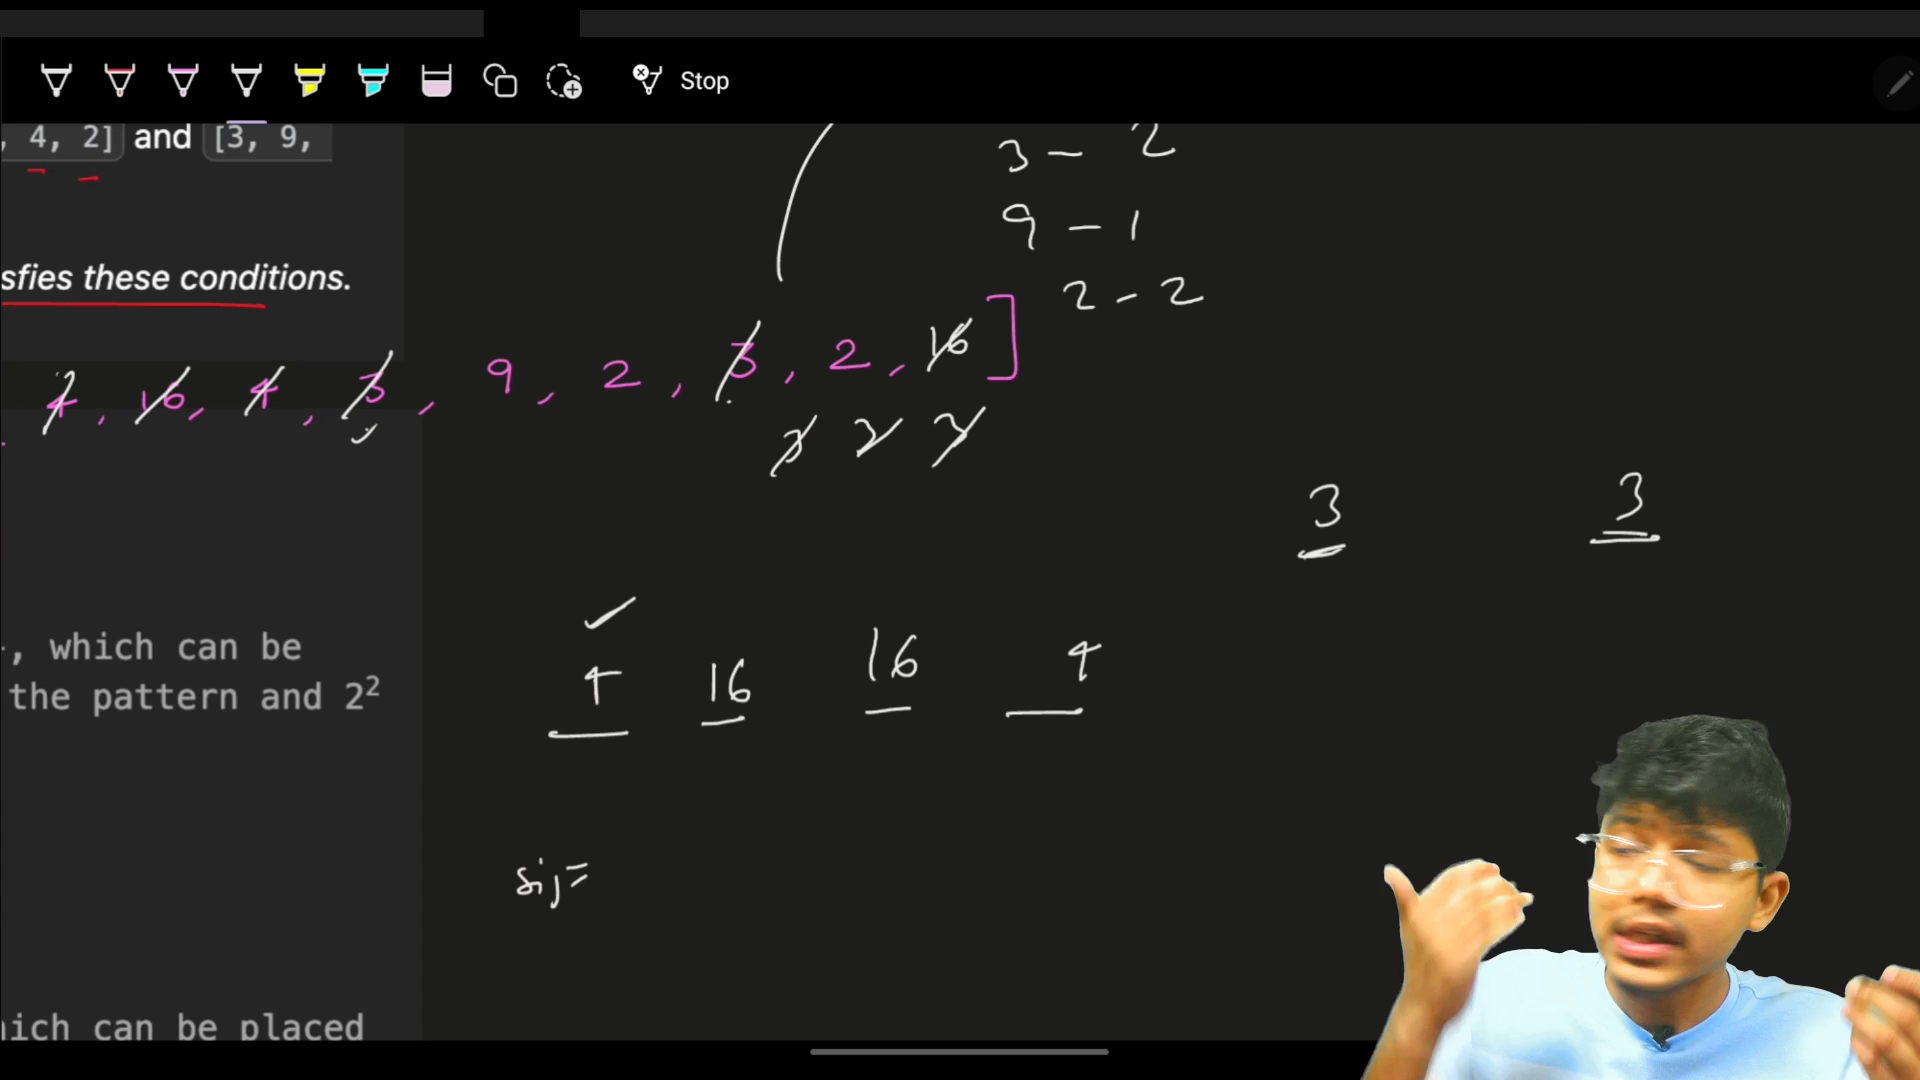 Stop
, 4, 2] and [3, 9,
3 - 2
9 - 1
sfies these conditions.
2 - 2
4, 16, 4, 3, 9, 2, 3, 2, 16]
3 3
, which can be
4 16 16 4
the pattern and 2²
hich can be placed